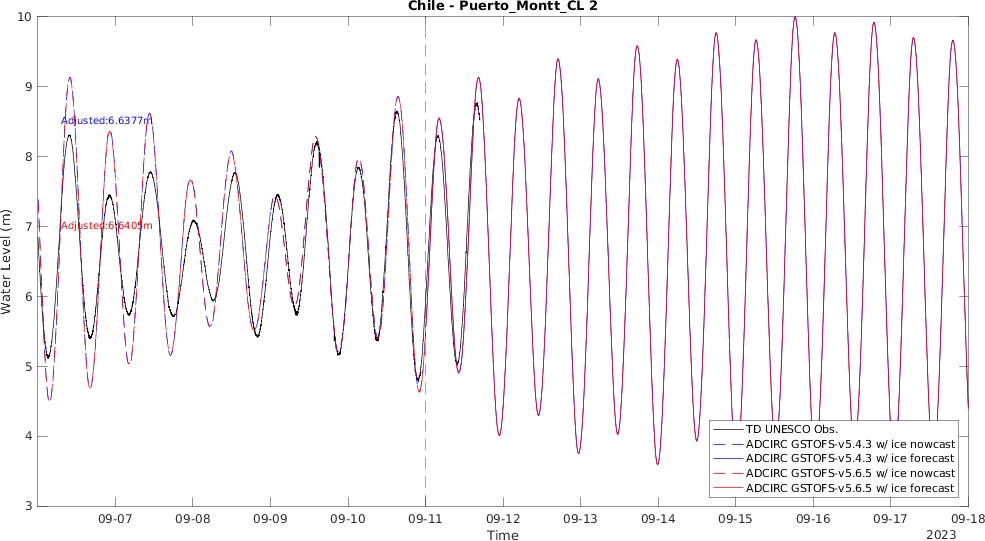 Chile - Puerto_Montt_CL 2
10
9
8
7
6
5
4
3
Water Level (m)
Adjusted:6.6377m
Adjusted:6.6405m
TD UNESCO Obs.
ADCIRC GSTOFS-v5.4.3 w/ ice nowcast
ADCIRC GSTOFS-v5.4.3 w/ ice forecast
ADCIRC GSTOFS-v5.6.5 w/ ice nowcast
ADCIRC GSTOFS-v5.6.5 w/ ice forecast
09-07 09-08 09-09 09-10 09-11 09-12 09-13 09-14 09-15 09-16 09-17 09-18
Time
2023